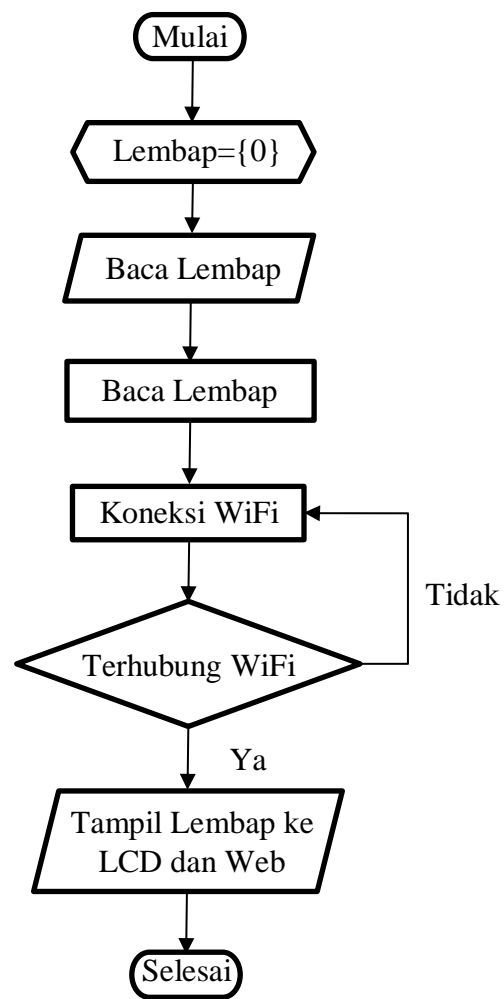 Mulai
Lembap={0}
Baca Lembap
Baca Lembap
Koneksi WiFi
Tidak
Terhubung WiFi
Ya
Tampil Lembap ke
LCD dan Web
Selesai